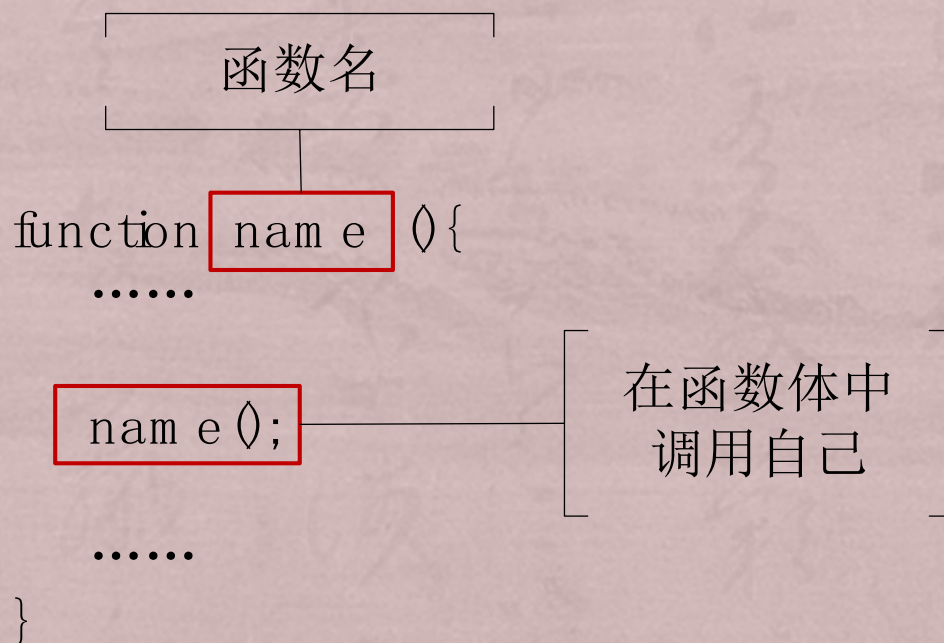 函数名
function name (){
……
在函数体中
调用自己
name();
……
}